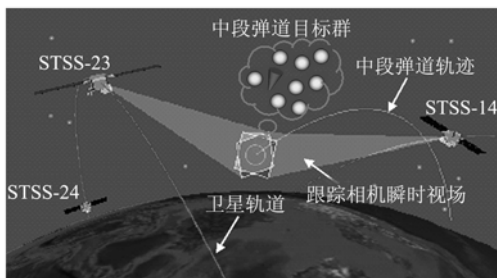 中段弹道目标群
STSS-23
中段弹道轨迹
STSS-14
STSS-24
卫星轨道
跟踪相机瞬时视场